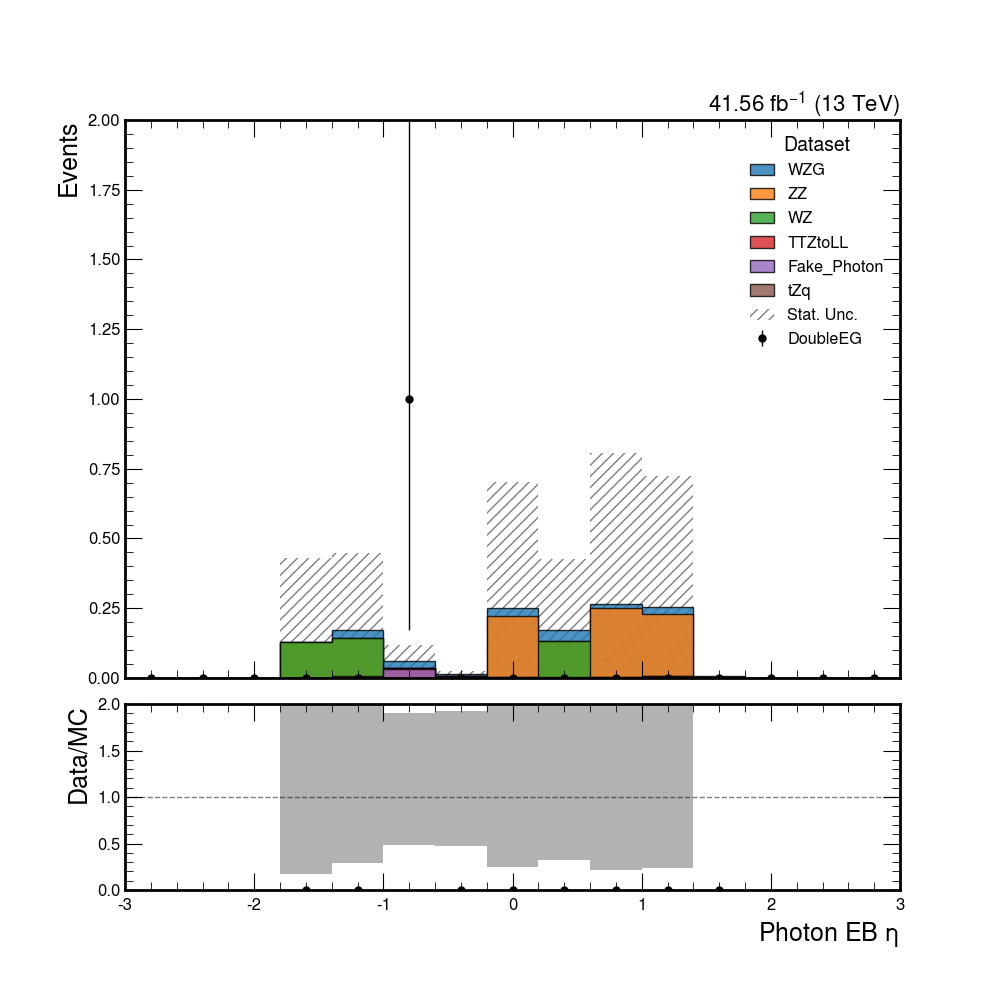 41.56 fb⁻¹ (13 TeV)
Events
2.00
1.75
1.50
1.25
1.00
0.75
0.50
0.25
0.00
Dataset
WZG
ZZ
WZ
TTZtoLL
Fake_Photon
tZq
Stat. Unc.
DoubleEG
Data/MC
2.0
1.5
1.0
0.5
0.0
-3 -2 -1 0 1 2 3
Photon EB η